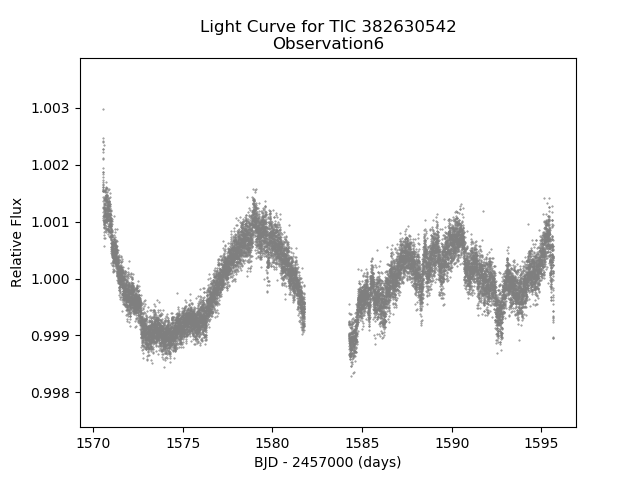 Light Curve for TIC 382630542
Observation6
Relative Flux
1.003
1.002
1.001
1.000
0.999
0.998
1570 1575 1580 1585 1590 1595
BJD - 2457000 (days)